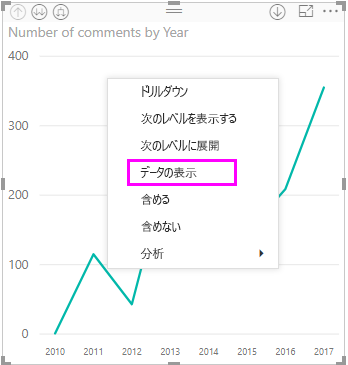 Number of comments by Year
400
300
200
100
0
ドリルダウン
次のレベルを表示する
次のレベルに展開
データの表示
含める
含めない
分析
2010 2011 2012 2013 2014 2015 2016 2017